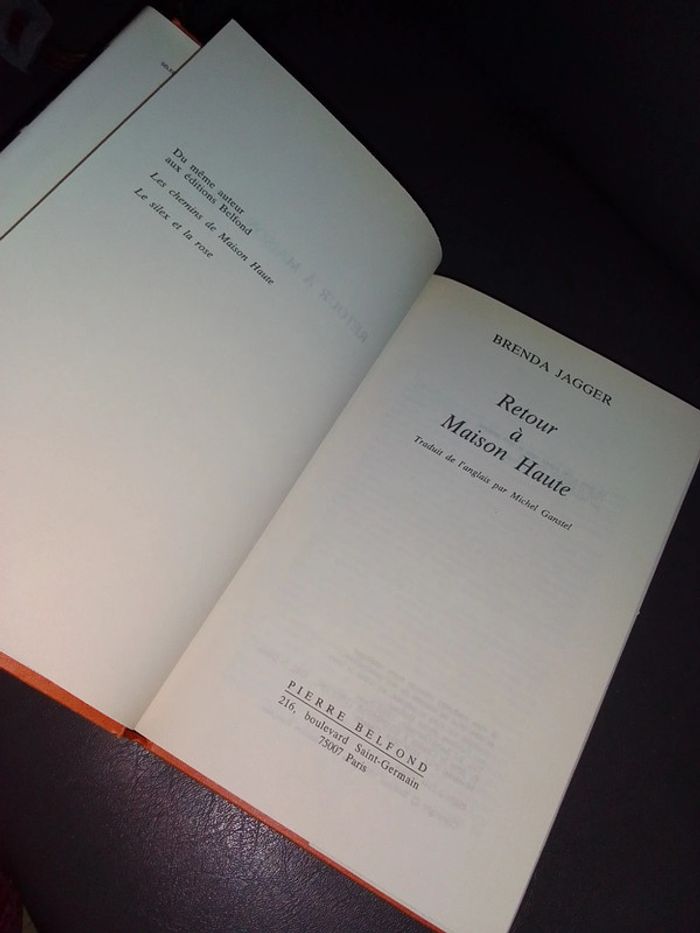 Du même auteur
aux éditions Belfond
Les chemins de Maison Haute
Le silex et la rose
BRENDA JAGGER
Retour
à
Maison Haute
Traduit de l'anglais par Michel Ganstel
PIERRE BELFOND
216, boulevard Saint-Germain
75007 Paris